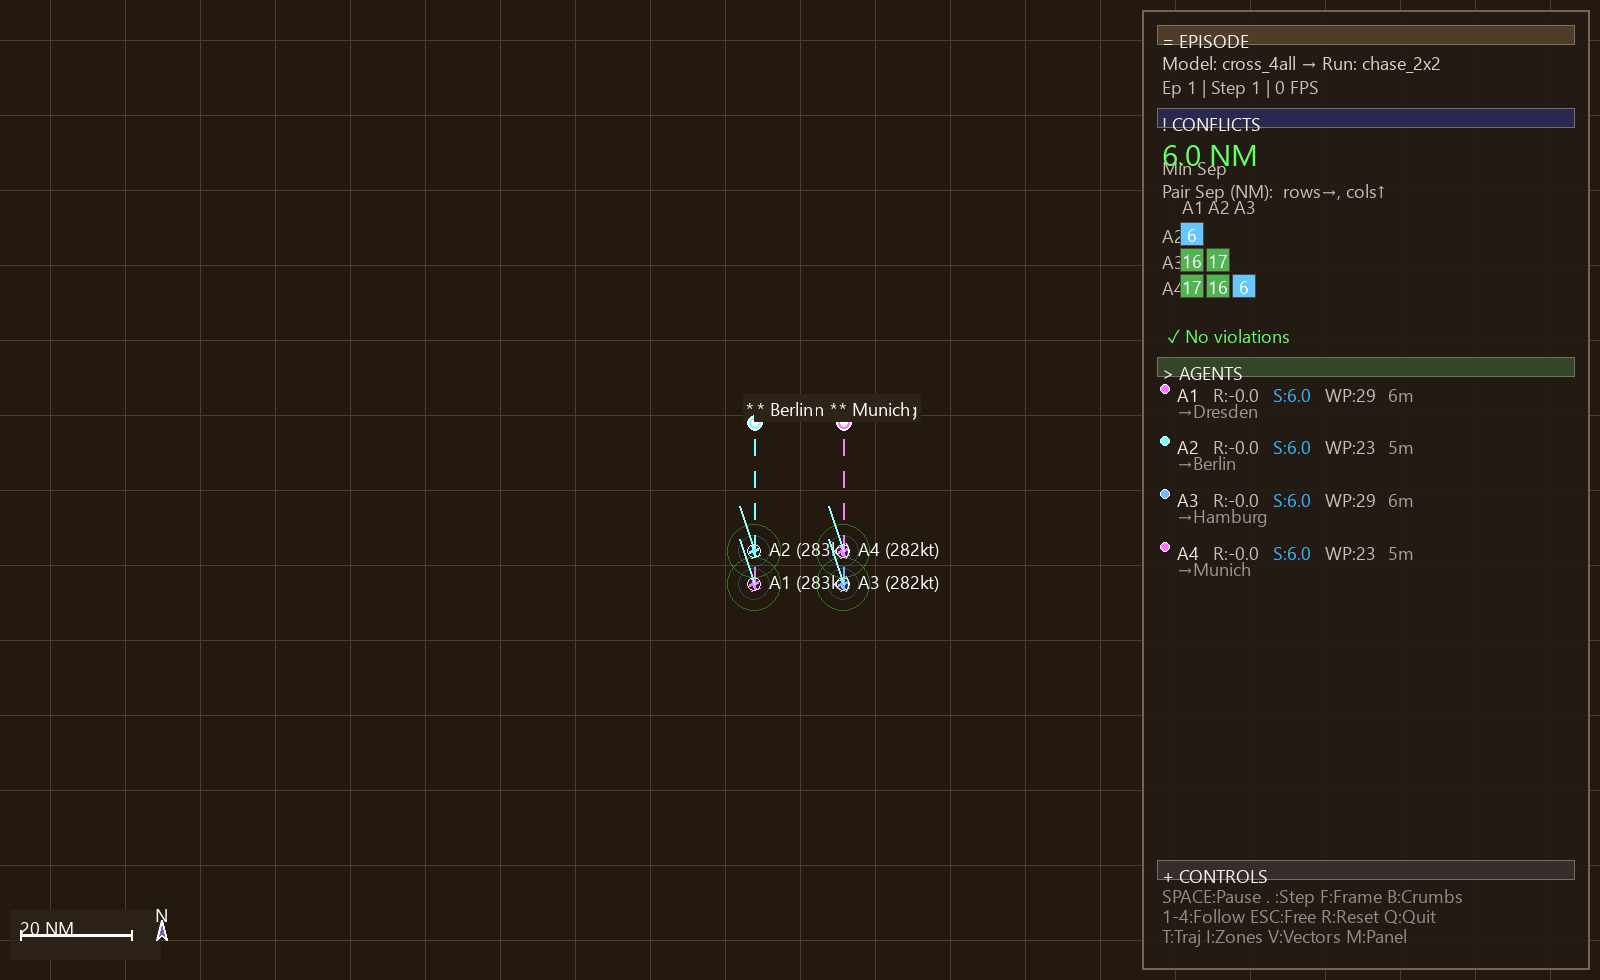 ** Berlin ** Munich
A2 (283kt) A4 (282kt)
A1 (283kt) A3 (282kt)
20 NM
N
= EPISODE
Model: cross_4all → Run: chase_2x2
Ep 1 | Step 1 | 0 FPS
! CONFLICTS
6.0 NM
Min Sep
Pair Sep (NM): rows→, cols↑
A1 A2 A3
A2 6
A3 16 17
A4 17 16 6
✓ No violations
> AGENTS
A1 R:-0.0 S:6.0 WP:29 6m
→Dresden
A2 R:-0.0 S:6.0 WP:23 5m
→Berlin
A3 R:-0.0 S:6.0 WP:29 6m
→Hamburg
A4 R:-0.0 S:6.0 WP:23 5m
→Munich
+ CONTROLS
SPACE:Pause . :Step F:Frame B:Crumbs
1-4:Follow ESC:Free R:Reset Q:Quit
T:Traj I:Zones V:Vectors M:Panel